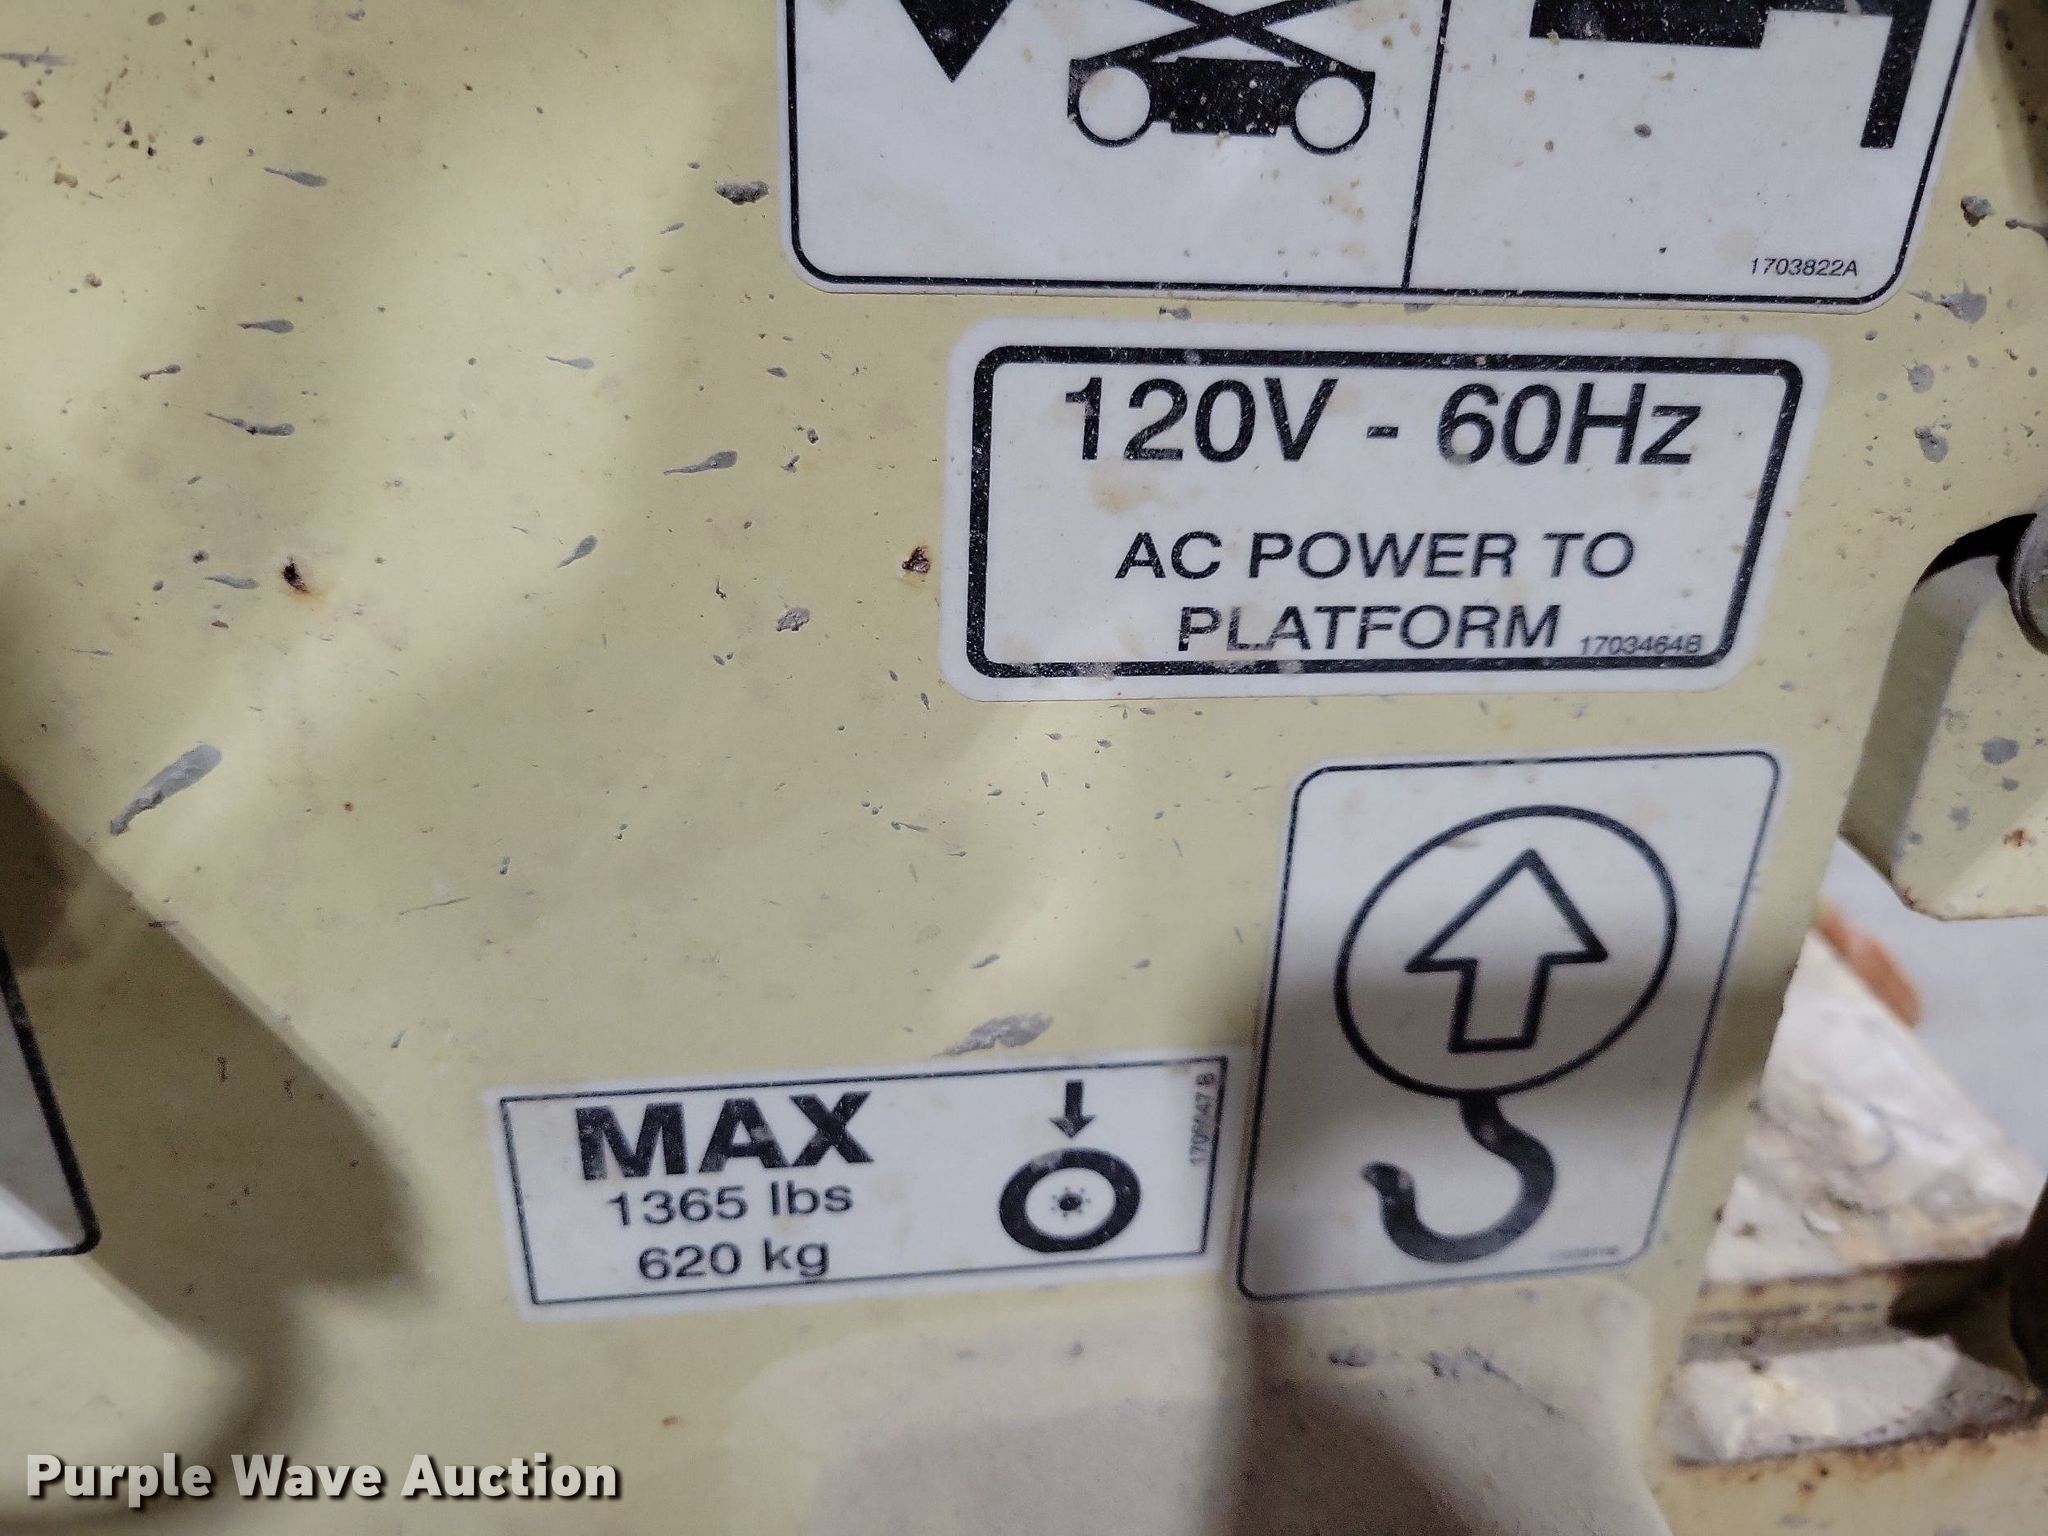 1703822A
120V - 60Hz
AC POWER TO
PLATFORM
1703464B
MAX
1365 lbs
620 kg
Purple Wave Auction